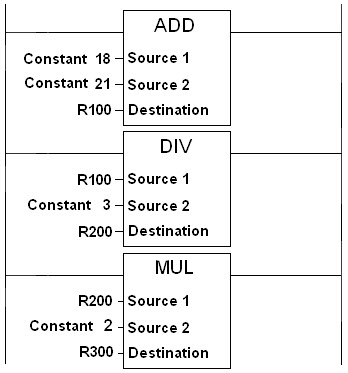 ADD
Constant 18 Source 1
Constant 21 Source 2
R100 Destination
DIV
R100 Source 1
Constant 3 Source 2
R200 Destination
MUL
R200 Source 1
Constant 2 Source 2
R300 Destination